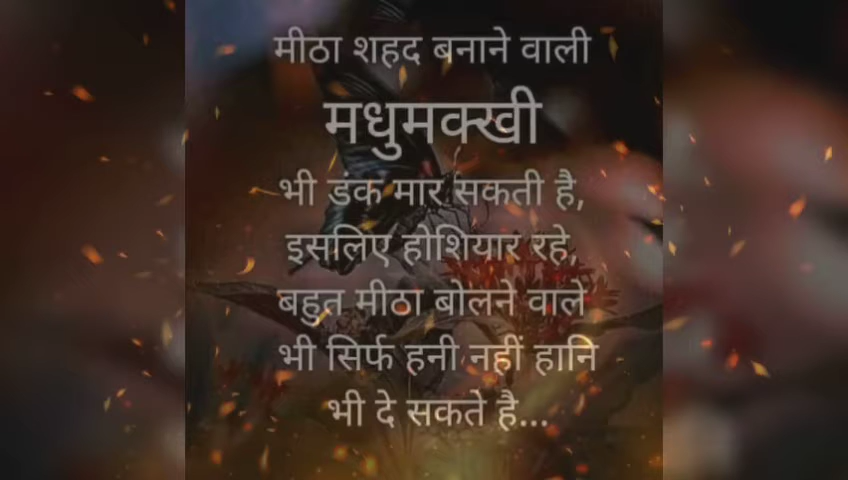 मीठा शहद बनाने वाली
मधुमक्खी
भी डंक मार सकती है,
इसलिए होशियार रहे,
बहुत मीठा बोलने वाले
भी सिर्फ हनी नहीं हानि
भी दे सकते है...